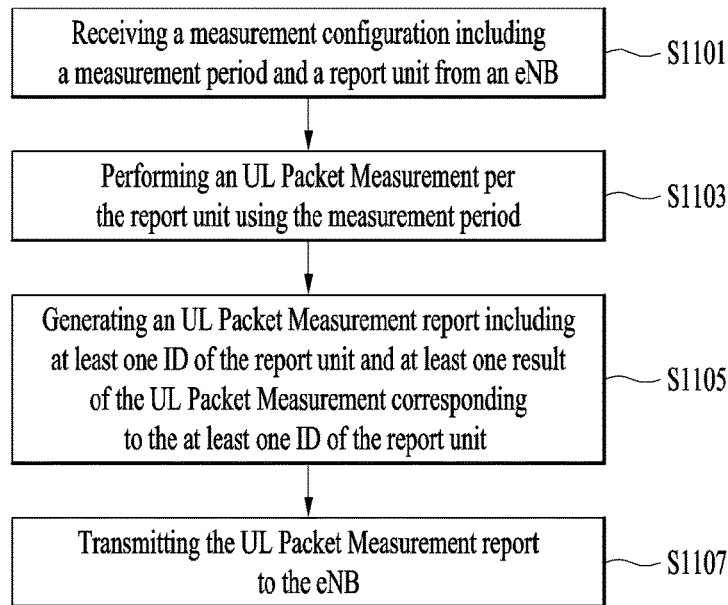 Receiving a measurement configuration including
a measurement period and a report unit from an eNB
S1101
Performing an UL Packet Measurement per
the report unit using the measurement period
S1103
Generating an UL Packet Measurement report including
at least one ID of the report unit and at least one result
of the UL Packet Measurement corresponding
to the at least one ID of the report unit
S1105
Transmitting the UL Packet Measurement report
to the eNB
S1107